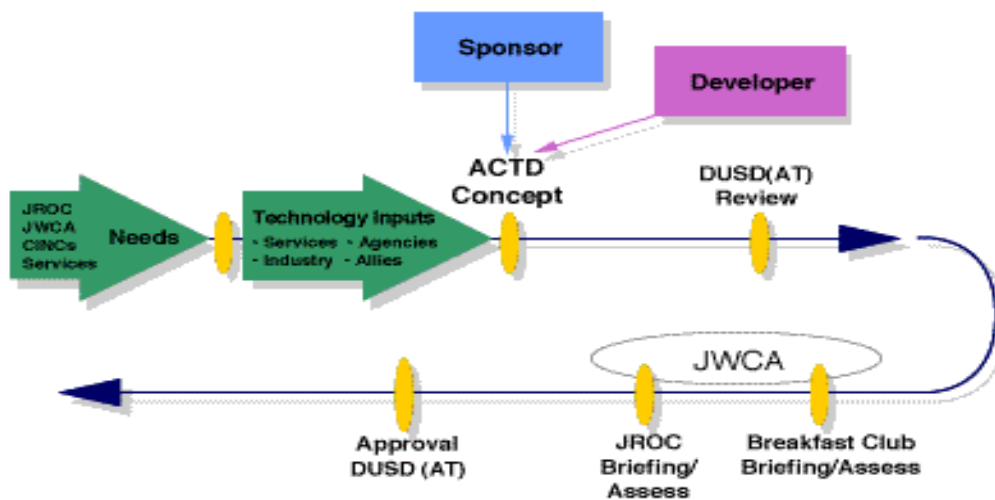 Sponsor
Developer
ACTD
Concept
DUSD(AT)
Review
JROC
JWCA
CINCs
Services
Needs
Technology Inputs
- Services - Agencies
- Industry - Allies
JWCA
Approval
DUSD (AT)
JROC
Briefing/
Assess
Breakfast Club
Briefing/Assess